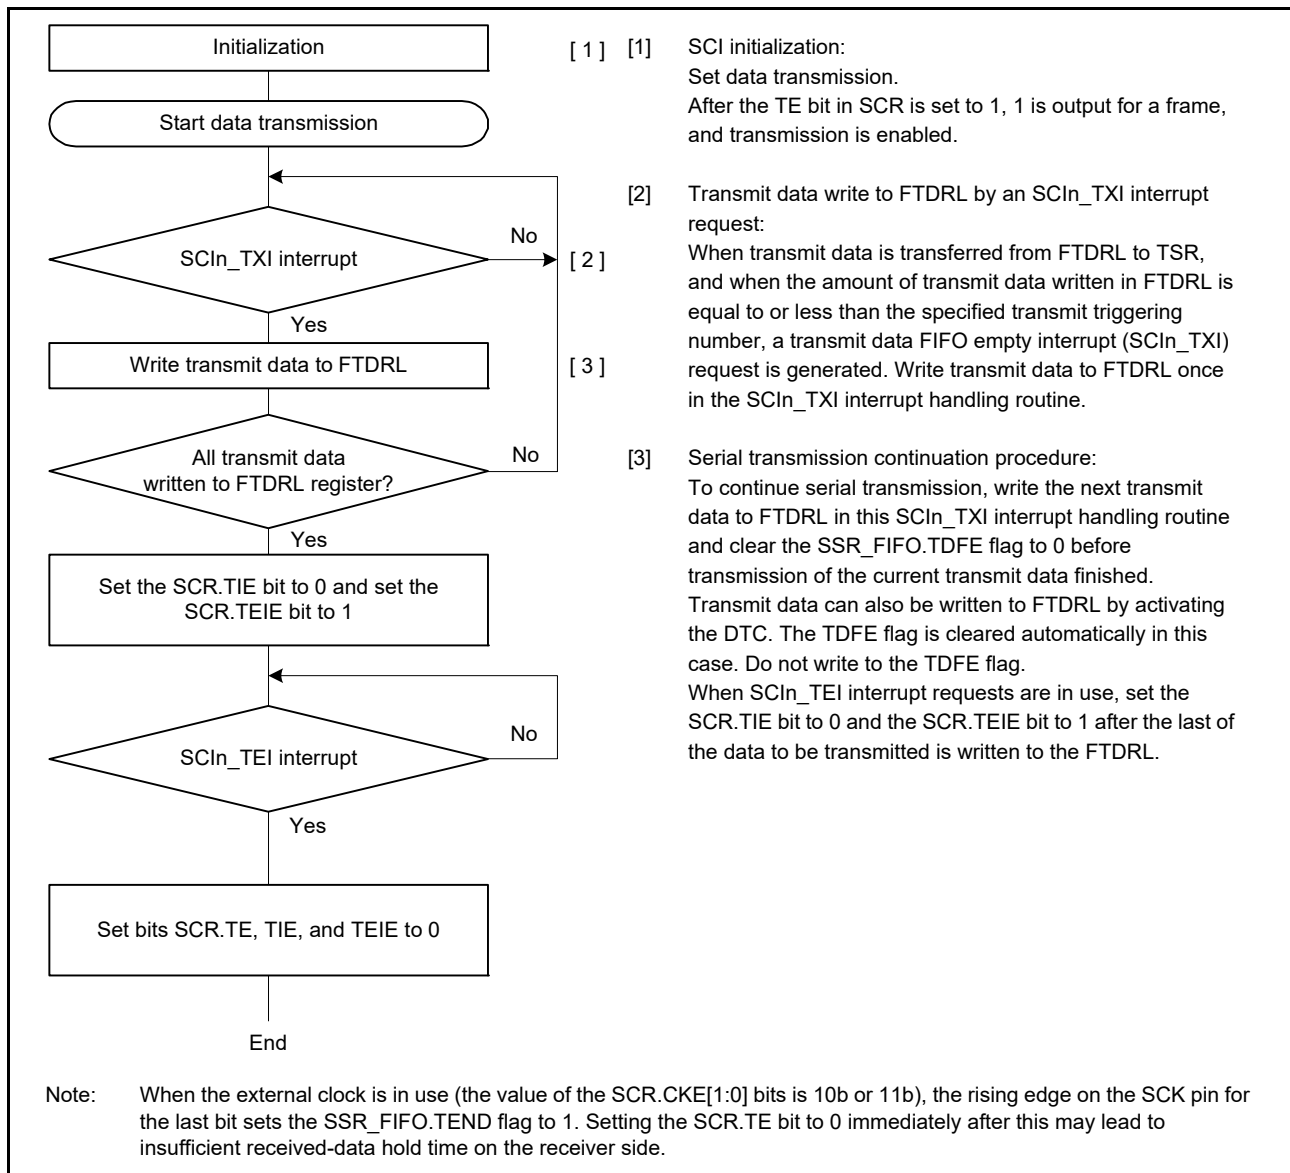 Initialization
[ 1 ]
Start data transmission
No
SCIn_TXI interrupt
[ 2 ]
Yes
Write transmit data to FTDRL
[ 3 ]
All transmit data
written to FTDRL register?
No
Yes
Set the SCR.TIE bit to 0 and set the
SCR.TEIE bit to 1
No
SCIn_TEI interrupt
Yes
Set bits SCR.TE, TIE, and TEIE to 0
End
[1] SCI initialization:
Set data transmission.
After the TE bit in SCR is set to 1, 1 is output for a frame,
and transmission is enabled.
[2] Transmit data write to FTDRL by an SCIn_TXI interrupt
request:
When transmit data is transferred from FTDRL to TSR,
and when the amount of transmit data written in FTDRL is
equal to or less than the specified transmit triggering
number, a transmit data FIFO empty interrupt (SCIn_TXI)
request is generated. Write transmit data to FTDRL once
in the SCIn_TXI interrupt handling routine.
[3] Serial transmission continuation procedure:
To continue serial transmission, write the next transmit
data to FTDRL in this SCIn_TXI interrupt handling routine
and clear the SSR_FIFO.TDFE flag to 0 before
transmission of the current transmit data finished.
Transmit data can also be written to FTDRL by activating
the DTC. The TDFE flag is cleared automatically in this
case. Do not write to the TDFE flag.
When SCIn_TEI interrupt requests are in use, set the
SCR.TIE bit to 0 and the SCR.TEIE bit to 1 after the last of
the data to be transmitted is written to the FTDRL.
Note: When the external clock is in use (the value of the SCR.CKE[1:0] bits is 10b or 11b), the rising edge on the SCK pin for
the last bit sets the SSR_FIFO.TEND flag to 1. Setting the SCR.TE bit to 0 immediately after this may lead to
insufficient received-data hold time on the receiver side.